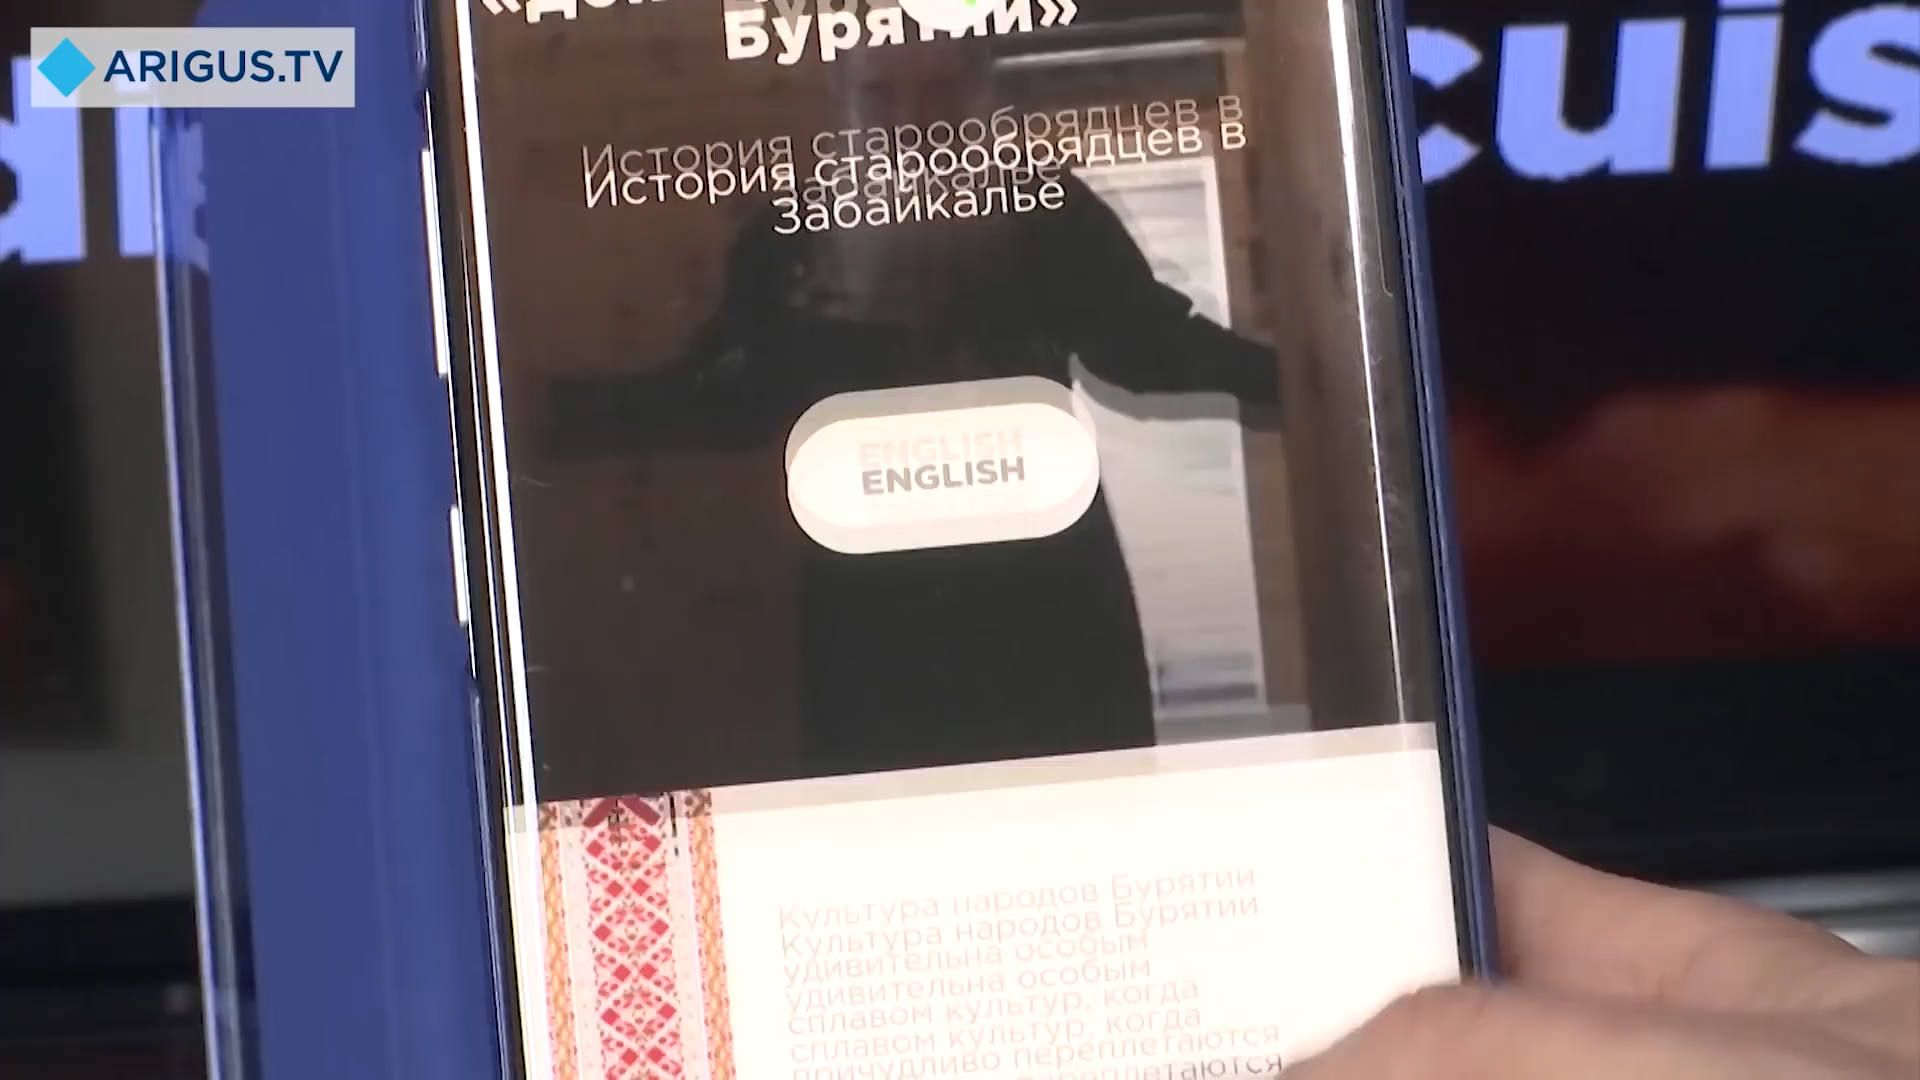 ARIGUS.TV
Бурятии»
История старообрядцев в
Забайкалье
ENGLISH
Культура народов Бурятии
удивительна особым
сплавом культур, когда
причудливо переплетаются
cuis